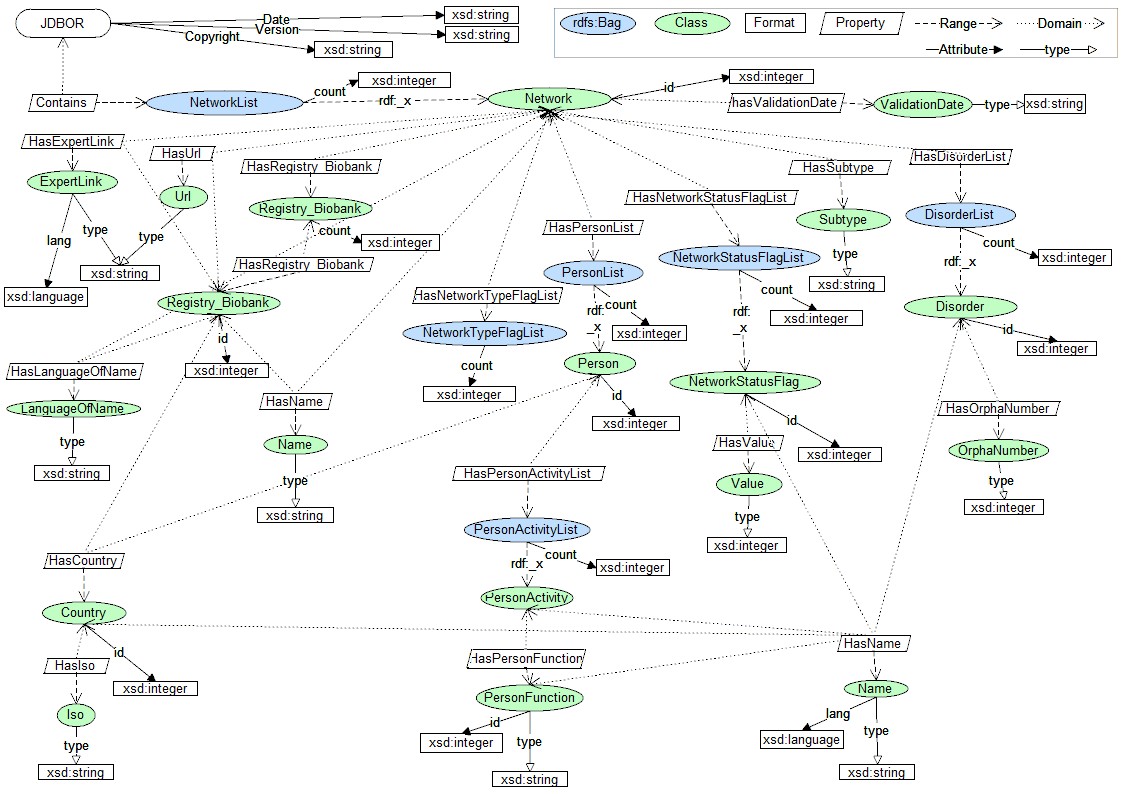 JDBOR
Date
Version
Copyright
xsd:string
xsd:string
xsd:string
rdfs:Bag
Class
Format
Property
Range
Domain
Attribute
type
Contains
NetworkList
count
xsd:integer
rdf:_x
Network
id
xsd:integer
hasValidationDate
ValidationDate
type
xsd:string
HasExpertLink
HasUrl
HasRegistry_Biobank
HasSubtype
HasDisorderList
ExpertLink
Url
Registry_Biobank
HasNetworkStatusFlagList
Subtype
DisorderList
lang
type
type
count
xsd:integer
HasPersonList
type
count
xsd:integer
xsd:language
xsd:string
HasRegistry_Biobank
PersonList
NetworkStatusFlagList
xsd:string
rdf:_x
Registry_Biobank
HasNetworkTypeFlagList
count
rdf:
_x
xsd:integer
count
rdf:
_x
xsd:integer
Disorder
id
xsd:integer
id
xsd:integer
NetworkTypeFlagList
count
xsd:integer
Person
id
xsd:integer
NetworkStatusFlag
id
xsd:integer
HasLanguageOfName
LanguageOfName
type
xsd:string
HasName
Name
type
xsd:string
HasOrphaNumber
OrphaNumber
type
xsd:integer
HasValue
Value
type
xsd:integer
HasPersonActivityList
PersonActivityList
rdf:_x
count
xsd:integer
PersonActivity
HasCountry
Country
id
xsd:integer
HasIso
Iso
type
xsd:string
HasPersonFunction
PersonFunction
id
xsd:integer
type
xsd:string
HasName
Name
lang
xsd:language
type
xsd:string